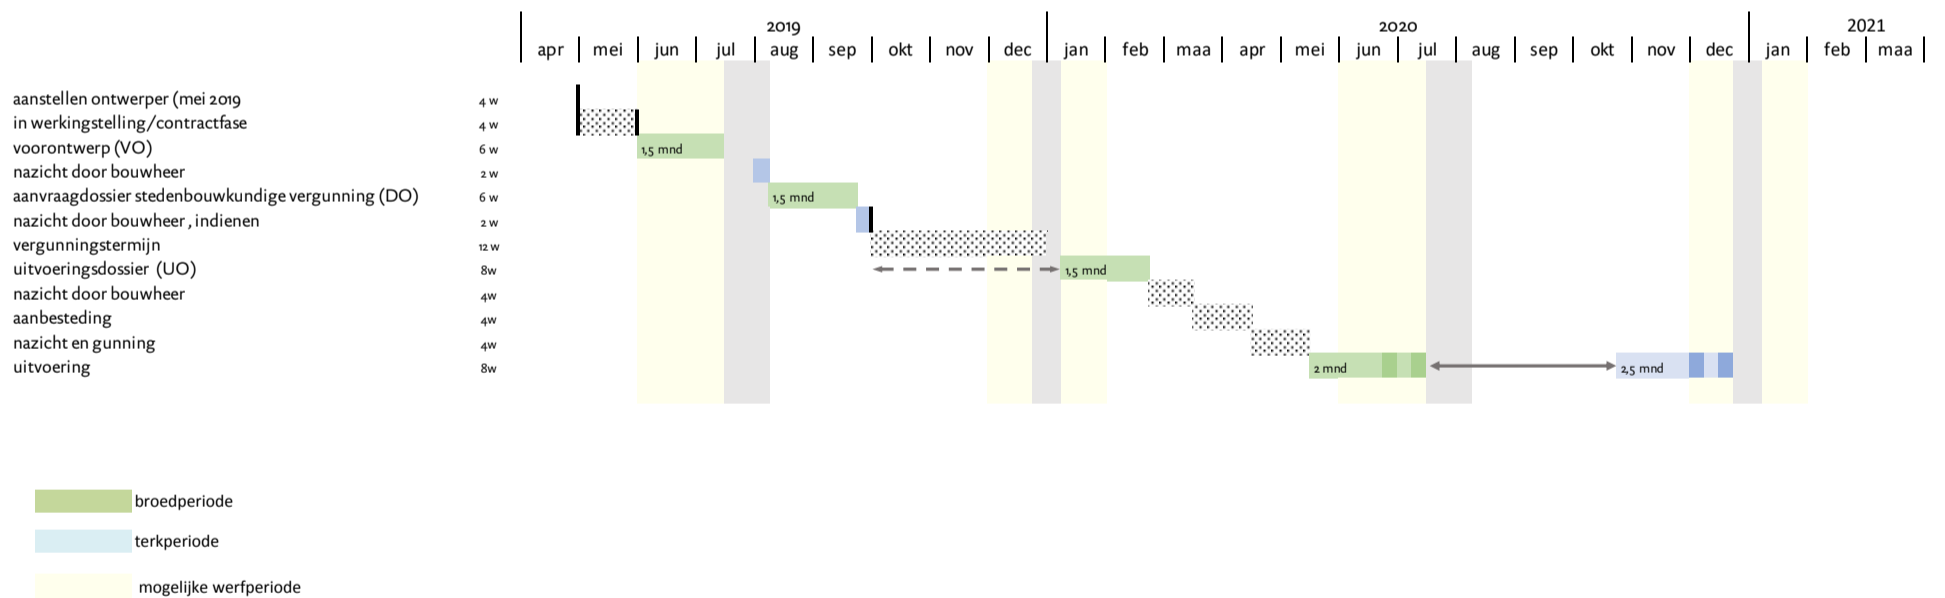 2019 2020 2021
apr mei jun jul aug sep okt nov dec jan feb maa apr mei jun jul aug sep okt nov dec jan feb maa
aanstellen ontwerper (mei 2019 4 w
in werkingstelling/contractfase 4 w
voorontwerp (VO) 6 w 1,5 mnd
nazicht door bouwheer 2 w
aanvraagdossier stedenbouwkundige vergunning (DO) 6 w 1,5 mnd
nazicht door bouwheer , indienen 2 w
vergunningstermijn 12 w
uitvoeringsdossier (UO) 8w 1,5 mnd
nazicht door bouwheer 4w
aanbesteding 4w
nazicht en gunning 4w
uitvoering 8w 2 mnd 2,5 mnd
broedperiode
terkperiode
mogelijke werfperiode